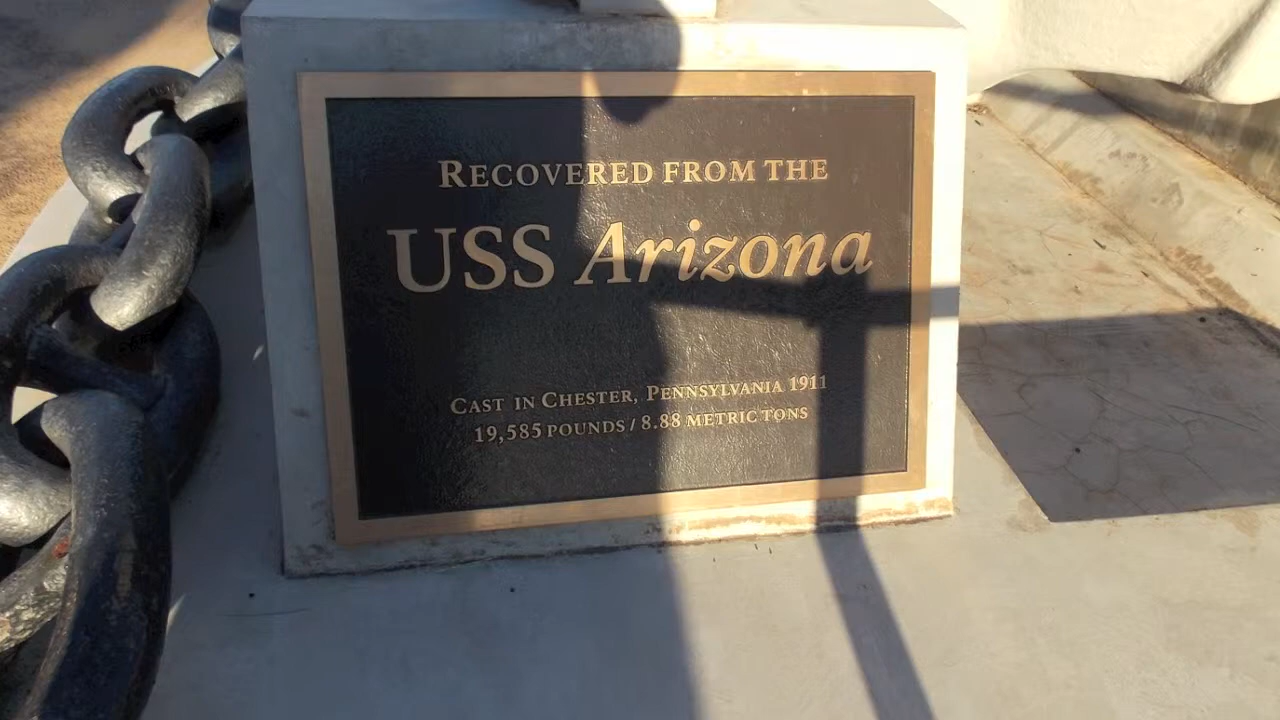 RECOVERED FROM THE
USS Arizona
CAST IN CHESTER, PENNSYLVANIA 1911
19,585 POUNDS / 8.88 METRIC TONS